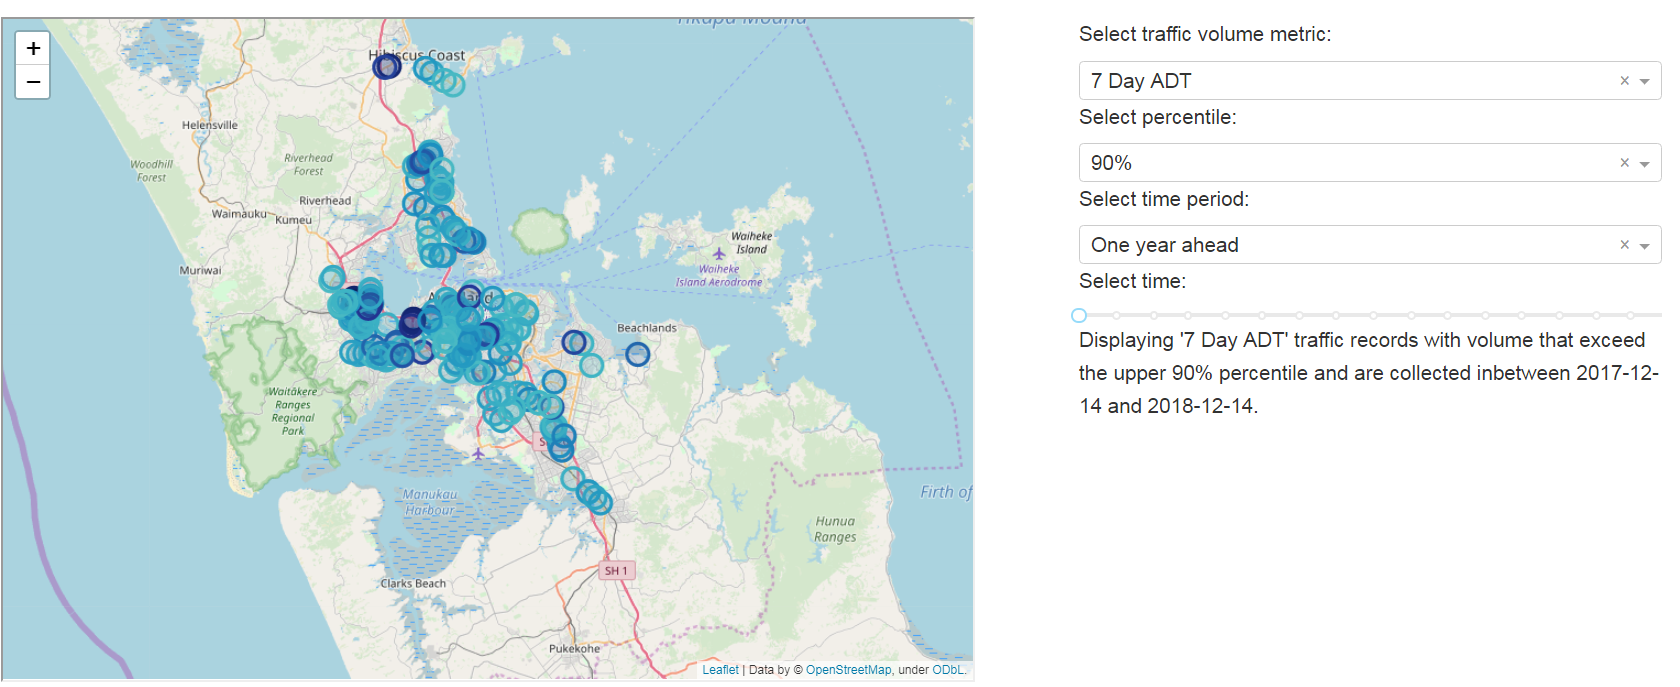 Tikapa Moana
+
−
Hibiscus Coast
Helensville
Woodhill
Forest
Riverhead
Forest
Riverhead
Waimauku
Kumeu
Muriwai
Waiheke
Island
Waiheke
Island Aerodrome
Beachlands
Waitākere
Ranges
Regional
Park
Manukau
Harbour
Firth of
Hunua
Ranges
SH 1
Clarks Beach
Pukekohe
Leaflet | Data by © OpenStreetMap, under ODbL.
Select traffic volume metric:
7 Day ADT
×
Select percentile:
90%
×
Select time period:
One year ahead
×
Select time:
Displaying '7 Day ADT' traffic records with volume that exceed
the upper 90% percentile and are collected inbetween 2017-12-
14 and 2018-12-14.